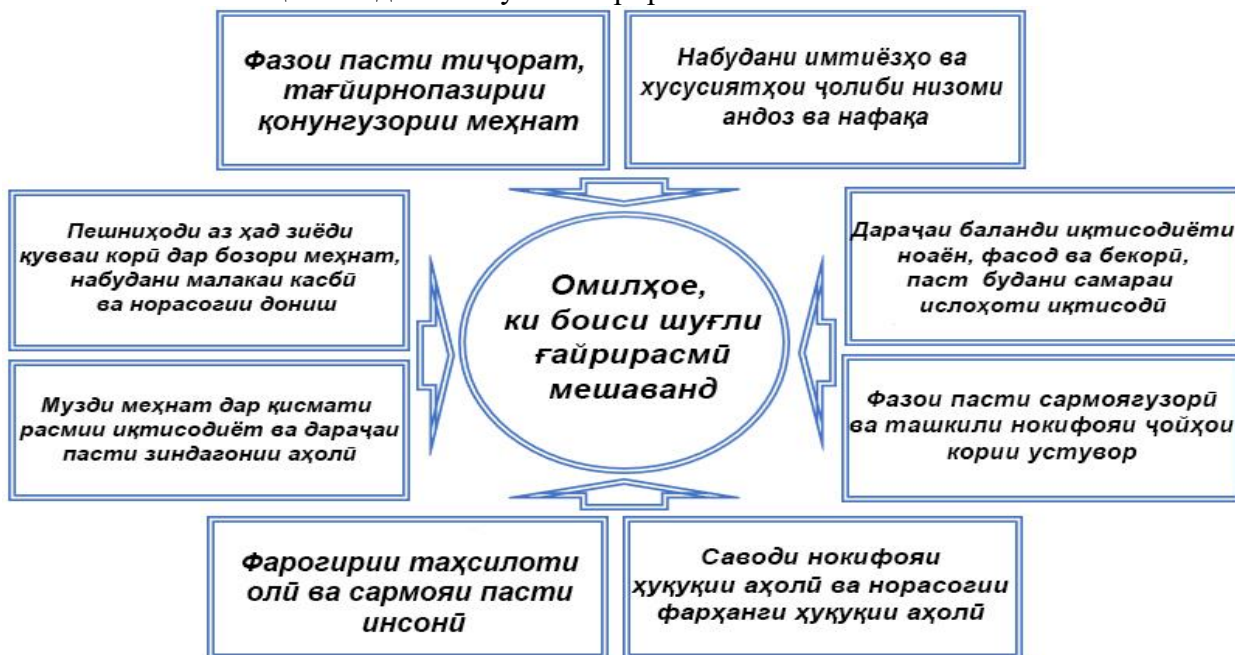 Фазои пасти тиҷорат,
тағйирнопазирии
қонунгузории меҳнат
Набудани имтиёзҳо ва
хусусиятҳои ҷолиби низоми
андоз ва нафақа
Пешниҳоди аз ҳад зиёди
қувваи корӣ дар бозори меҳнат,
набудани малакаи касбӣ
ва норасогии дониш
Омилҳое,
ки боиси шуғли
ғайрирасмӣ
мешаванд
Дараҷаи баланди иқтисодиёти
ноаён, фасод ва бекорӣ,
паст будани самараи
ислоҳоти иқтисодӣ
Музди меҳнат дар қисмати
расмии иқтисодиёт ва дараҷаи
пасти зиндагонии аҳолӣ
Фазои пасти сармоягузорӣ
ва ташкили нокифояи ҷойҳои
кории устувор
Фарогирии таҳсилоти
олӣ ва сармояи пасти
инсонӣ
Саводи нокифояи
ҳуқуқии аҳолӣ ва норасогии
фарҳанги ҳуқуқии аҳолӣ